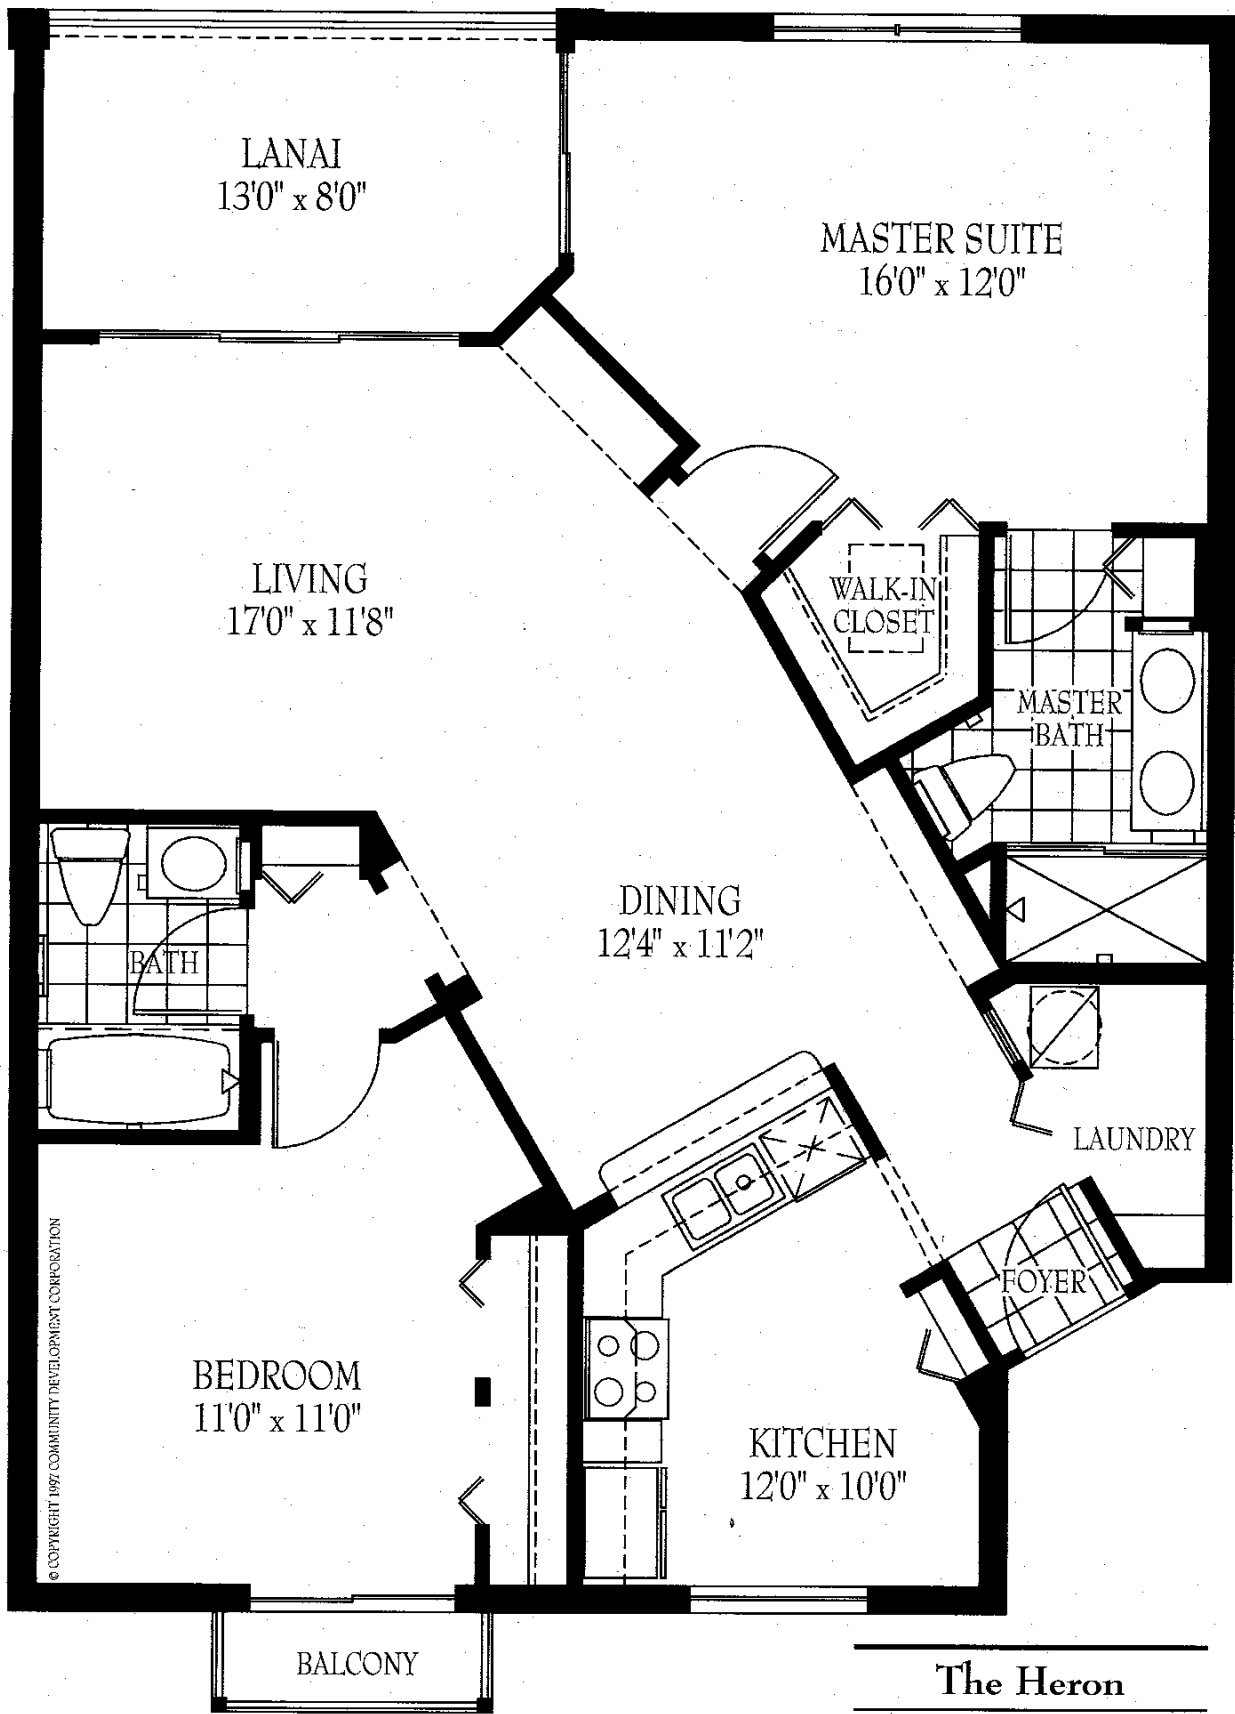 LANAI
13'0" x 8'0"
MASTER SUITE
16'0" x 12'0"
LIVING
17'0" x 11'8"
WALK-IN
CLOSET
MASTER
BATH
DINING
12'4" x 11'2"
BATH
LAUNDRY
FOYER
BEDROOM
11'0" x 11'0"
KITCHEN
12'0" x 10'0"
© COPYRIGHT 1997 COMMUNITY DEVELOPMENT CORPORATION
BALCONY
The Heron